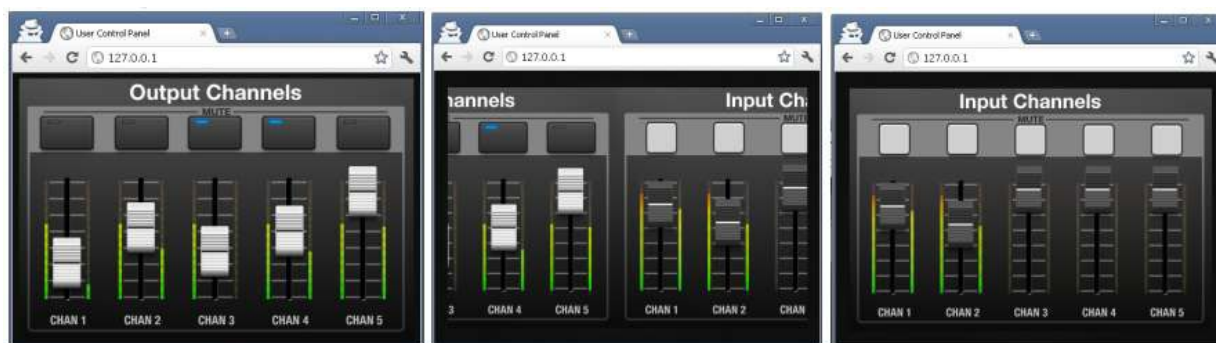 User Control Panel
127.0.0.1
Output Channels
MUTE
CHAN 1 CHAN 2 CHAN 3 CHAN 4 CHAN 5
User Control Panel
127.0.0.1
hannels Input Cha
MUTE
3 CHAN 4 CHAN 5 CHAN 1 CHAN 2 CHAN
User Control Panel
127.0.0.1
Input Channels
MUTE
CHAN 1 CHAN 2 CHAN 3 CHAN 4 CHAN 5